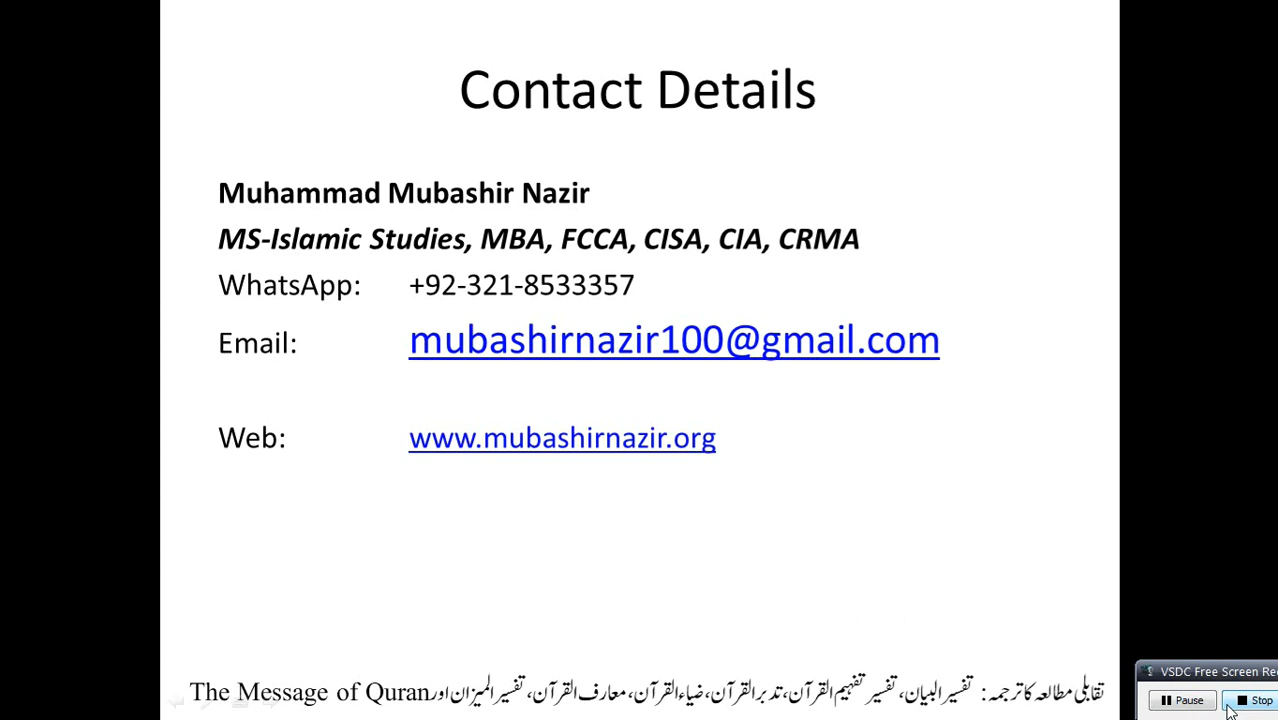 Contact Details
Muhammad Mubashir Nazir
MS-Islamic Studies, MBA, FCCA, CISA, CIA, CRMA
WhatsApp: +92-321-8533357
Email: mubashirnazir100@gmail.com
Web: www.mubashirnazir.org
تقابلی مطالعہ کا ترجمہ: تفسیر البیان، تفسیر تفہیم القرآن، تدبر القرآن، ضیاء القرآن، معارف القرآن، تفسیر المیزان اور The Message of Quran
VSDC Free Screen Re
Pause Stop